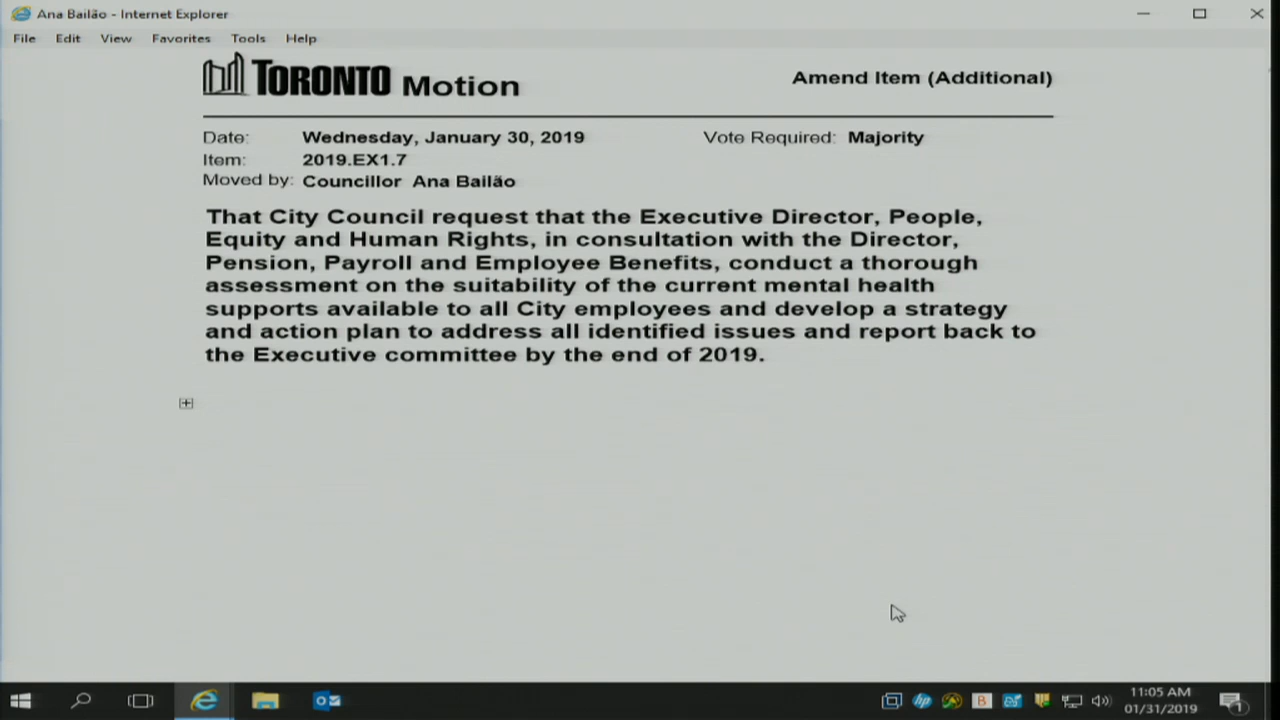 Ana Bailão - Internet Explorer
File Edit View Favorites Tools Help
TORONTO Motion
Amend Item (Additional)
Date: Wednesday, January 30, 2019 Vote Required: Majority
Item: 2019.EX1.7
Moved by: Councillor Ana Bailão
That City Council request that the Executive Director, People,
Equity and Human Rights, in consultation with the Director,
Pension, Payroll and Employee Benefits, conduct a thorough
assessment on the suitability of the current mental health
supports available to all City employees and develop a strategy
and action plan to address all identified issues and report back to
the Executive committee by the end of 2019.
hp B
11:05 AM
01/31/2019
1